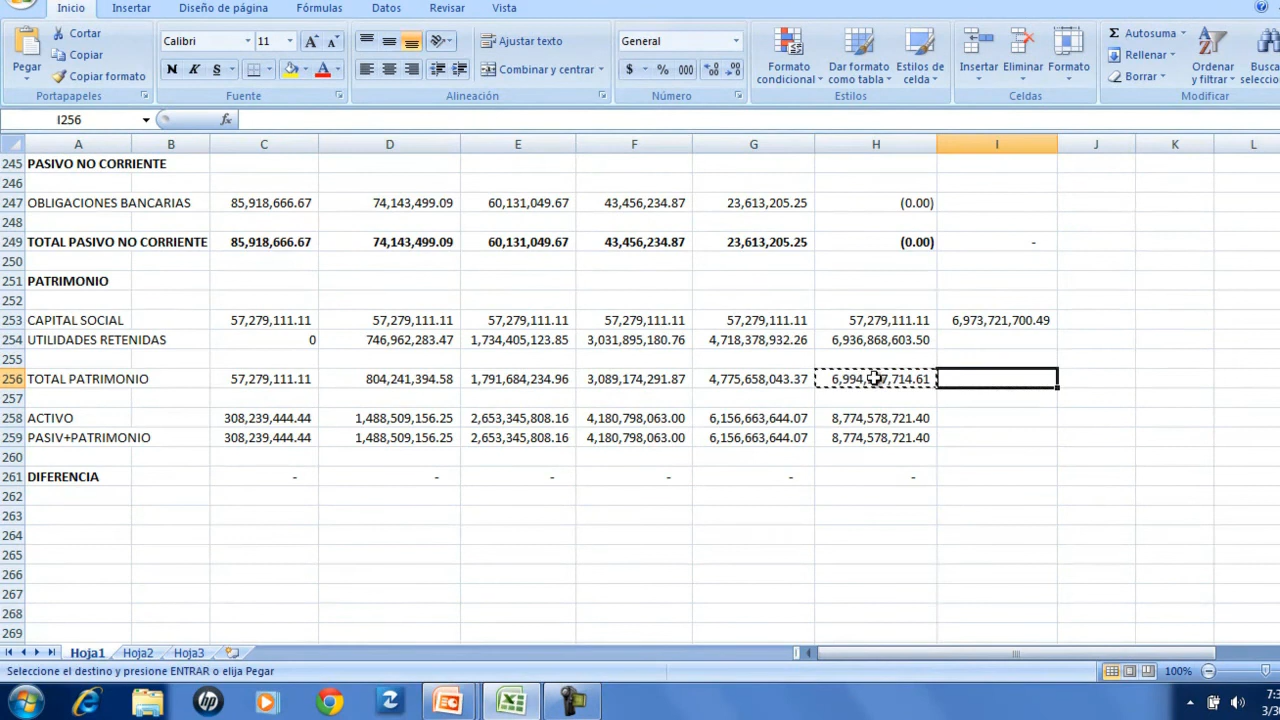 Inicio Insertar Diseño de página Fórmulas Datos Revisar Vista
Pegar
Cortar
Copiar
Copiar formato
Portapapeles
Calibri 11
N K S
Fuente
Ajustar texto
Combinar y centrar
Alineación
General
$ % 000
Número
Formato condicional
Dar formato como tabla
Estilos de celda
Estilos
Insertar Eliminar Formato
Celdas
Σ Autosuma
Rellenar
Borrar
Ordenar y filtrar
Modificar
I256 fx
A B C D E F G H I J K L
245 PASIVO NO CORRIENTE
246
247 OBLIGACIONES BANCARIAS 85,918,666.67 74,143,499.09 60,131,049.67 43,456,234.87 23,613,205.25 (0.00)
248
249 TOTAL PASIVO NO CORRIENTE 85,918,666.67 74,143,499.09 60,131,049.67 43,456,234.87 23,613,205.25 (0.00) -
250
251 PATRIMONIO
252
253 CAPITAL SOCIAL 57,279,111.11 57,279,111.11 57,279,111.11 57,279,111.11 57,279,111.11 57,279,111.11 6,973,721,700.49
254 UTILIDADES RETENIDAS 0 746,962,283.47 1,734,405,123.85 3,031,895,180.76 4,718,378,932.26 6,936,868,603.50
255
256 TOTAL PATRIMONIO 57,279,111.11 804,241,394.58 1,791,684,234.96 3,089,174,291.87 4,775,658,043.37
257
258 ACTIVO 308,239,444.44 1,488,509,156.25 2,653,345,808.16 4,180,798,063.00 6,156,663,644.07 8,774,578,721.40
259 PASIV+PATRIMONIO 308,239,444.44 1,488,509,156.25 2,653,345,808.16 4,180,798,063.00 6,156,663,644.07 8,774,578,721.40
260
261 DIFERENCIA - - - - - -
262
263
264
265
266
267
268
269
Hoja1 Hoja2 Hoja3
Seleccione el destino y presione ENTRAR o elija Pegar 100%